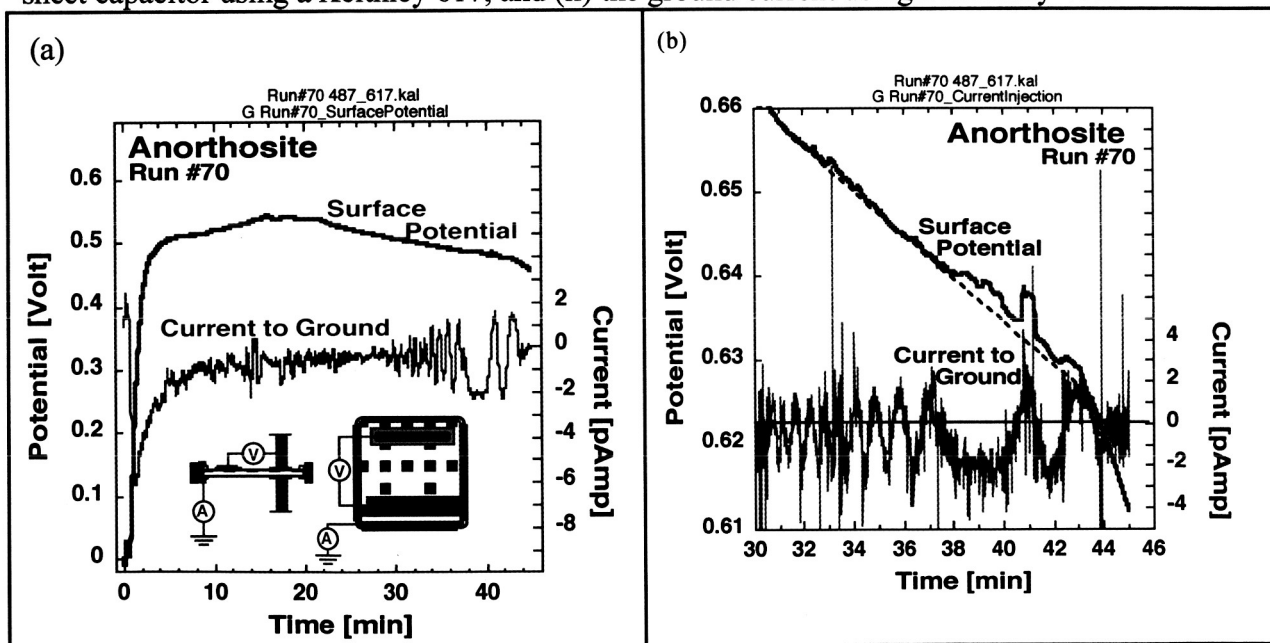 sheet capacitor using a Keithley 617, and (ii) the ground current using
(a)
Run#70 487_617.kal
G Run#70_SurfacePotential
Anorthosite
Run #70
Surface
Potential
Current to Ground
Potential [Volt]
0.6
0.5
0.4
0.3
0.2
0.1
0
2
0
-2
-4
-6
-8
Current [pAmp]
V
A
V
A
0 10 20 30 40
Time [min]
(b)
Run#70 487_617.kal
G Run#70_CurrentInjection
Anorthosite
Run #70
Surface
Potential
Current to
Ground
Potential [Volt]
0.66
0.65
0.64
0.63
0.62
0.61
4
2
0
-2
-4
Current [pAmp]
30 32 34 36 38 40 42 44 46
Time [min]